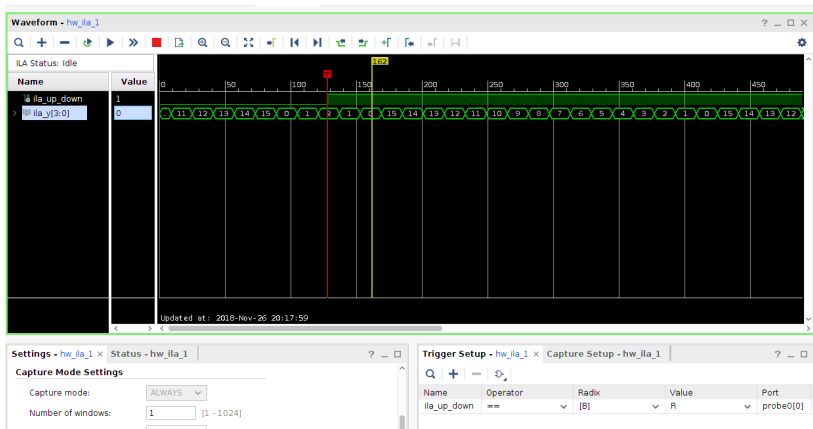 Waveform - hw_ila_1 ? _ □ ×
ILA Status: Idle
162
T
Name Value
0 50 100 150 200 250 300 350 400 450
ila_up_down 1
ila_y[3:0] 0
11 12 13 14 15 0 1 2 1 0 15 14 13 12 11 10 9 8 7 6 5 4 3 2 1 0 15 14 13 12
Updated at: 2018-Nov-26 20:17:59
Settings - hw_ila_1 × Status - hw_ila_1 ? _ □
Capture Mode Settings
Capture mode: ALWAYS
Number of windows: 1 [1 - 1024]
Trigger Setup - hw_ila_1 × Capture Setup - hw_ila_1 ? _ □
Name Operator Radix Value Port
ila_up_down == [B] R probe0[0]